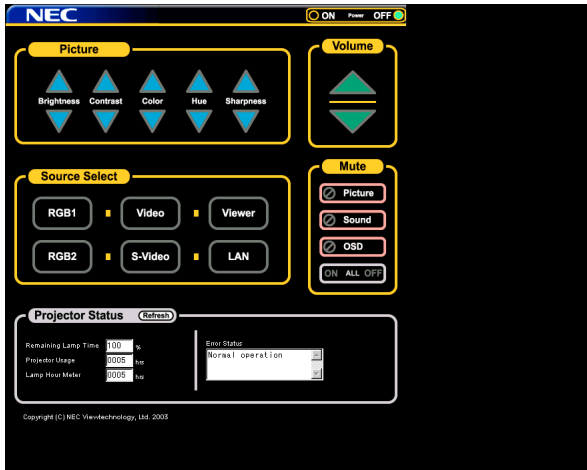 NEC
ON Power OFF
Picture
Brightness Contrast Color Hue Sharpness
Volume
Source Select
RGB1 Video Viewer
RGB2 S-Video LAN
Mute
Picture
Sound
OSD
ON ALL OFF
Projector Status Refresh
Remaining Lamp Time 100 %
Projector Usage 0005 hrs
Lamp Hour Meter 0005 hrs
Error Status
Normal operation
Copyright (C) NEC Viewtechnology, Ltd. 2003